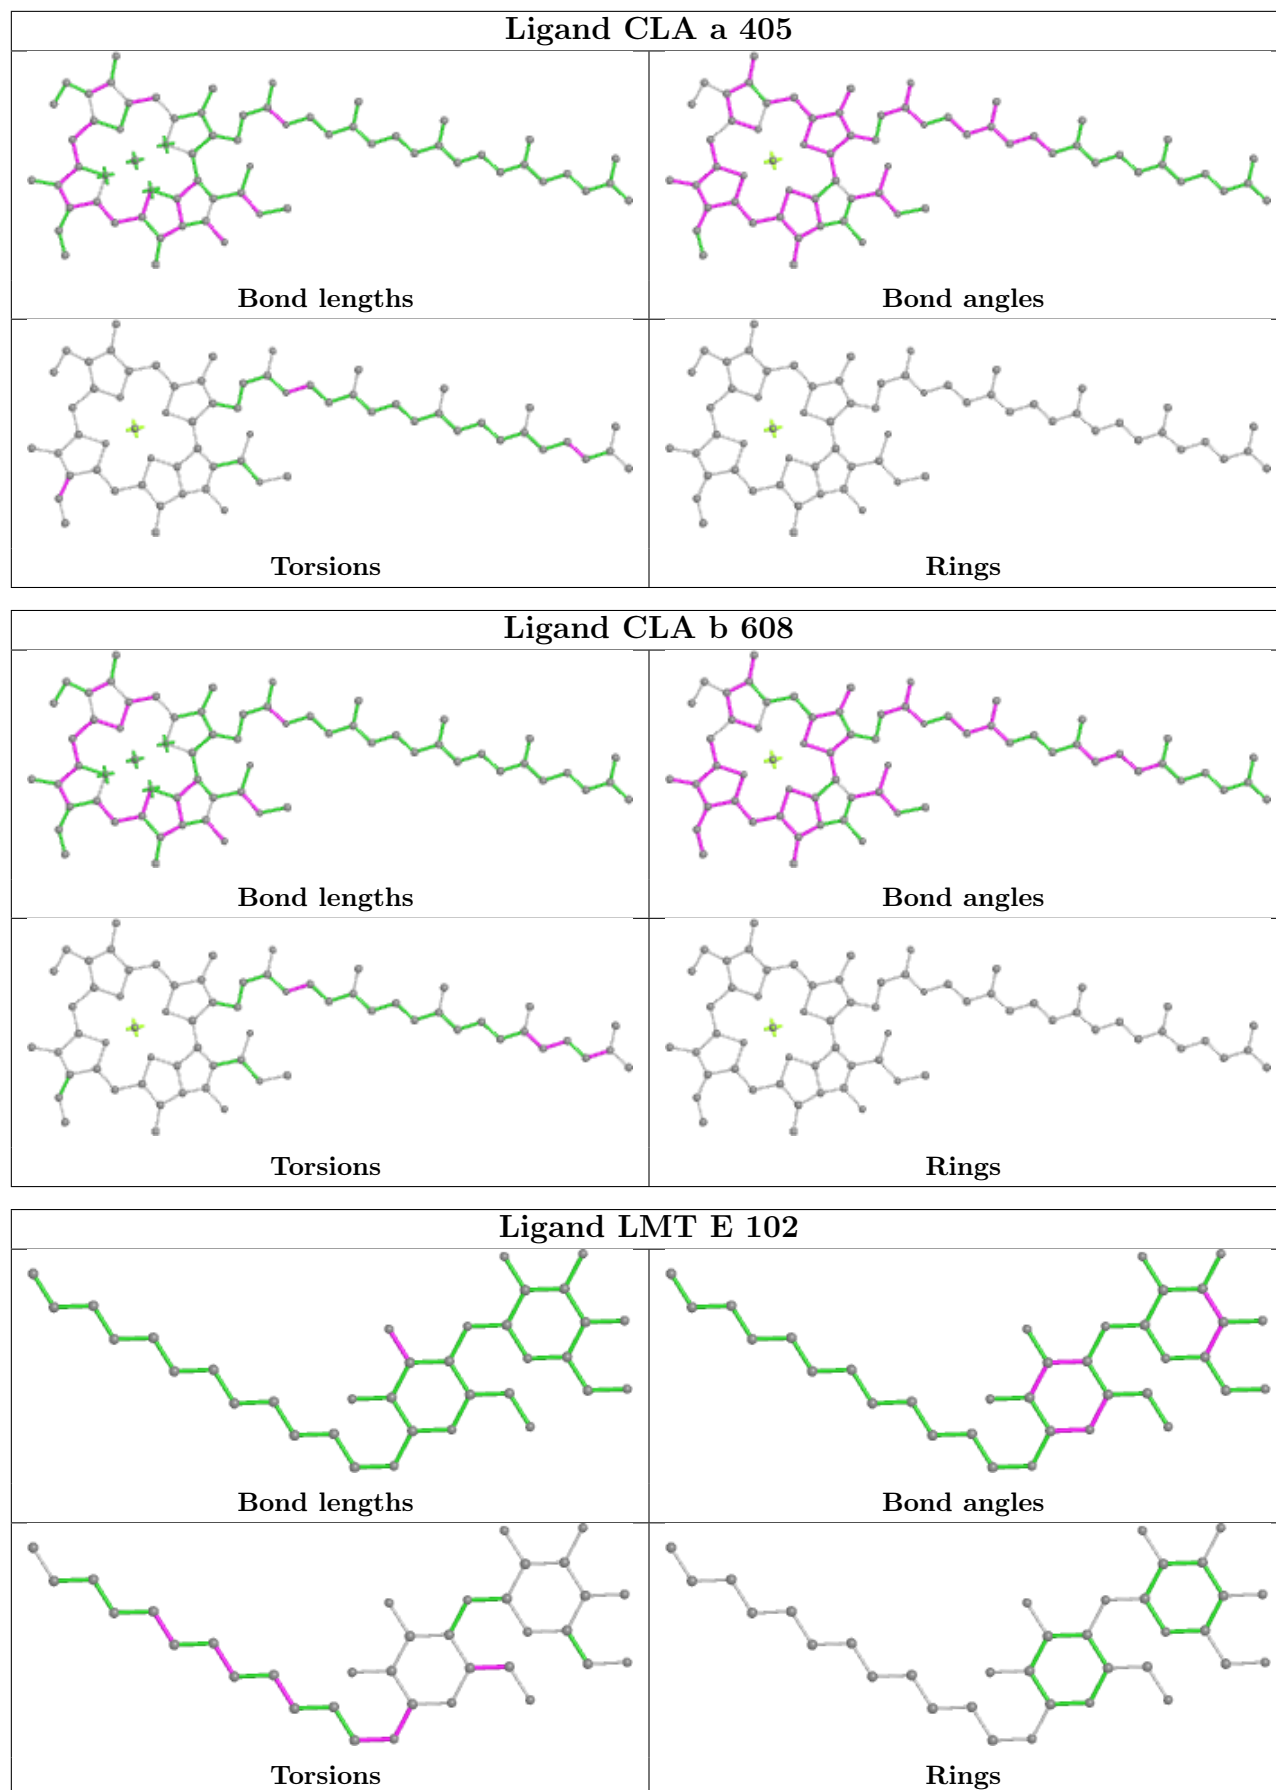 Ligand CLA a 405
Bond lengths
Bond angles
Torsions
Rings
Ligand CLA b 608
Bond lengths
Bond angles
Torsions
Rings
Ligand LMT E 102
Bond lengths
Bond angles
Torsions
Rings